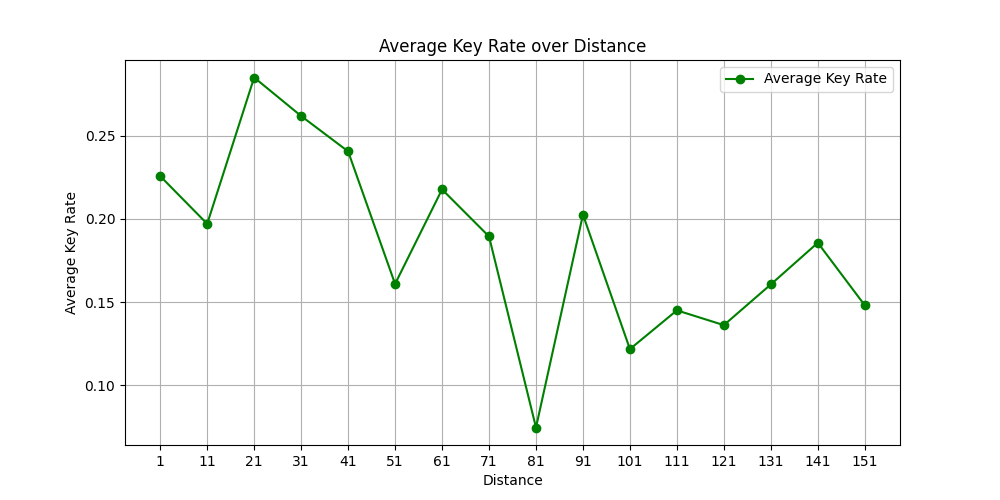 Average Key Rate over Distance
Average Key Rate
0.25
0.20
0.15
0.10
Average Key Rate
1 11 21 31 41 51 61 71 81 91 101 111 121 131 141 151
Distance